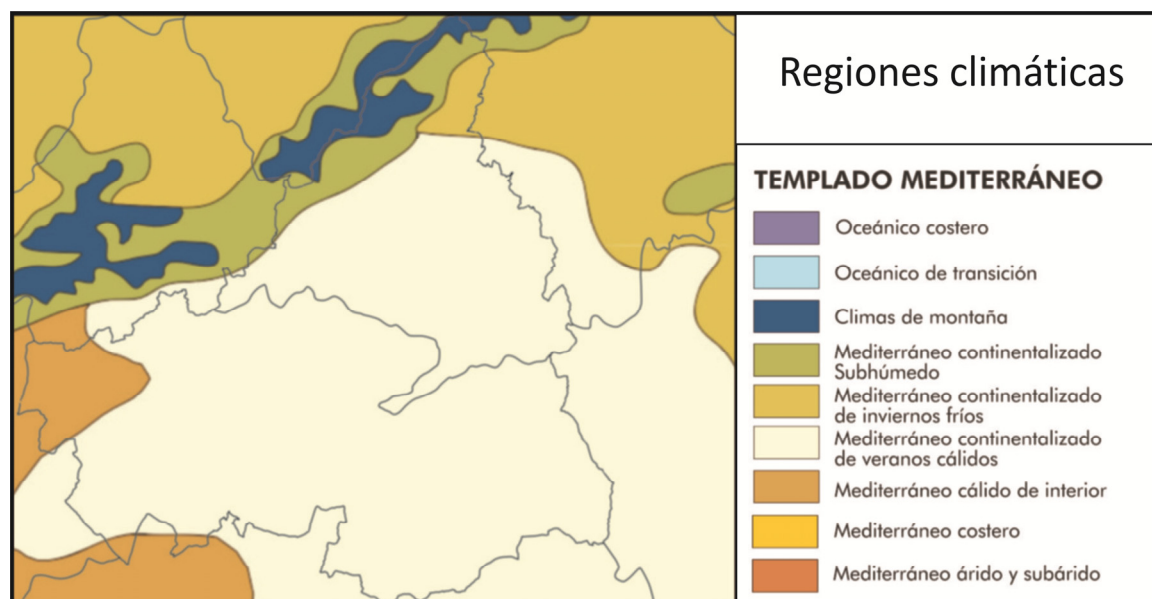 Regiones climáticas
TEMPLADO MEDITERRÁNEO
Oceánico costero
Oceánico de transición
Climas de montaña
Mediterráneo continentalizado
Subhúmedo
Mediterráneo continentalizado
de inviernos fríos
Mediterráneo continentalizado
de veranos cálidos
Mediterráneo cálido de interior
Mediterráneo costero
Mediterráneo árido y subárido